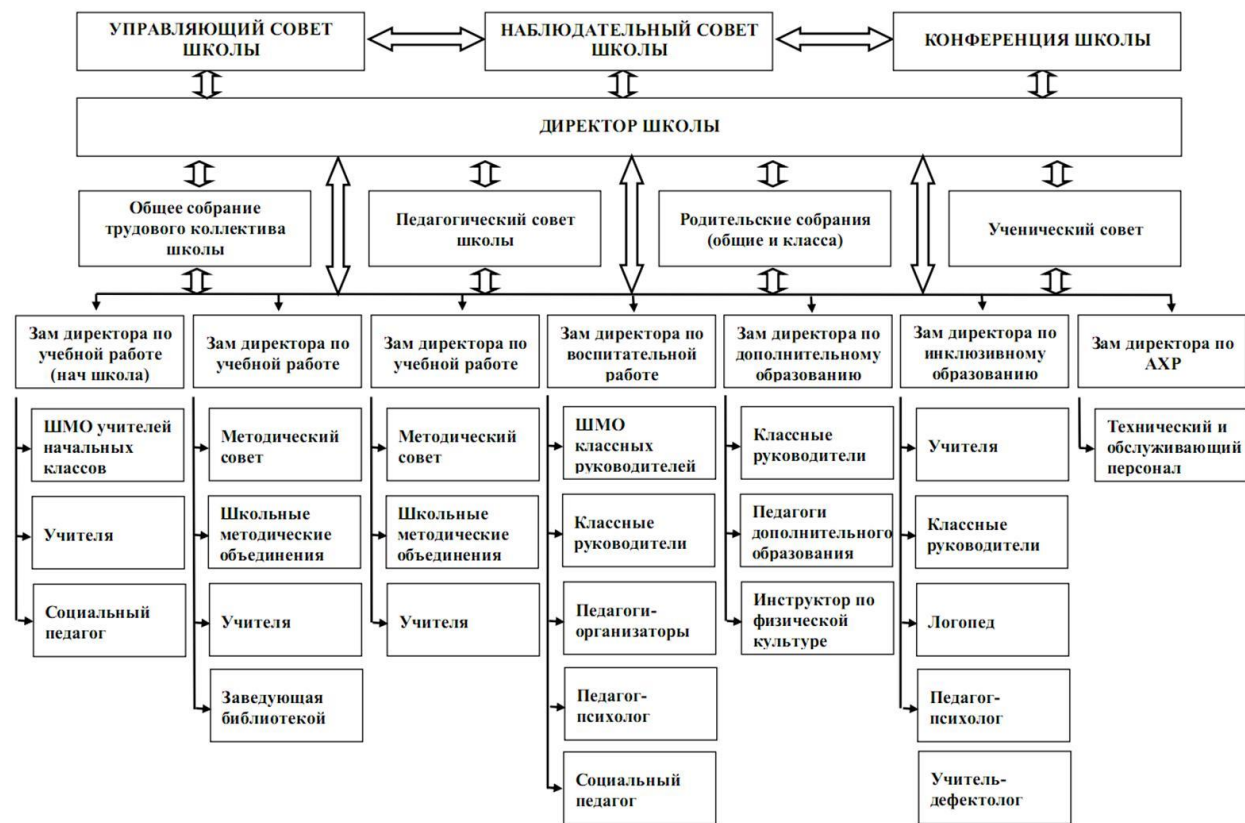 УПРАВЛЯЮЩИЙ СОВЕТ
ШКОЛЫ
НАБЛЮДАТЕЛЬНЫЙ СОВЕТ
ШКОЛЫ
КОНФЕРЕНЦИЯ ШКОЛЫ
ДИРЕКТОР ШКОЛЫ
Общее собрание
трудового коллектива
школы
Педагогический совет
школы
Родительские собрания
(общие и класса)
Ученический совет
Зам директора по
учебной работе
(нач школа)
Зам директора по
учебной работе
Зам директора по
учебной работе
Зам директора по
воспитательной
работе
Зам директора по
дополнительному
образованию
Зам директора по
инклюзивному
образованию
Зам директора по
АХР
ШМО учителей
начальных
классов
Учителя
Социальный
педагог
Методический
совет
Школьные
методические
объединения
Учителя
Заведующая
библиотекой
Методический
совет
Школьные
методические
объединения
Учителя
ШМО
классных
руководителей
Классные
руководители
Педагоги-
организаторы
Педагог-
психолог
Социальный
педагог
Классные
руководители
Педагоги
дополнительного
образования
Инструктор по
физической
культуре
Учителя
Классные
руководители
Логопед
Педагог-
психолог
Учитель-
дефектолог
Технический и
обслуживающий
персонал